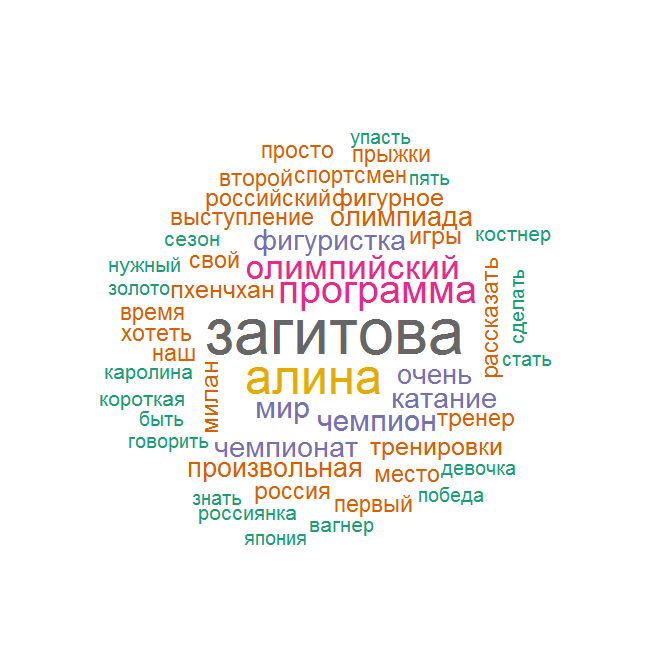 упасть
просто прыжки
второй спортсмен пять
российский фигурное
выступление олимпиада
сезон фигуристка игры костнер
нужный свой олимпийский
золото пхенчхан программа рассказать сделать
время
хотеть загитова
наш стать
каролина милан алина очень
короткая мир катание
быть чемпион тренер
говорить чемпионат тренировки
произвольная место девочка
знать россия первый победа
россиянка вагнер
япония